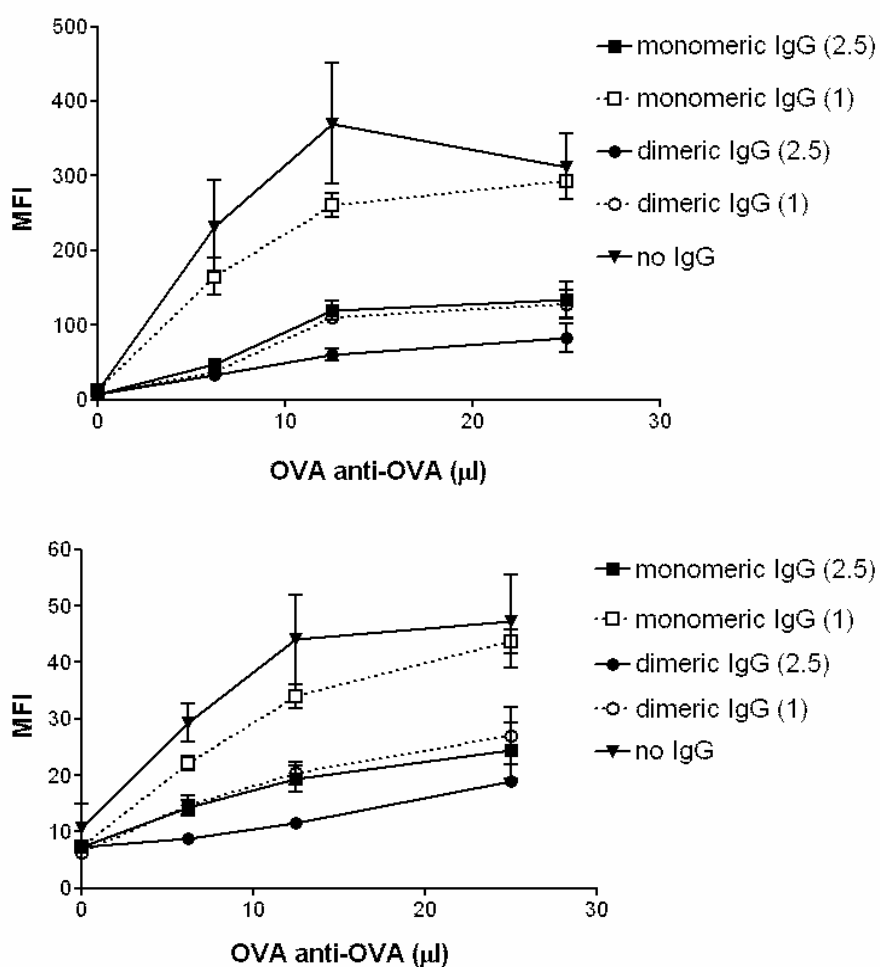 500
400
300
200
100
0
MFI
0 10 20 30
OVA anti-OVA (µl)
monomeric IgG (2.5)
monomeric IgG (1)
dimeric IgG (2.5)
dimeric IgG (1)
no IgG
60
50
40
30
20
10
0
MFI
0 10 20 30
OVA anti-OVA (µl)
monomeric IgG (2.5)
monomeric IgG (1)
dimeric IgG (2.5)
dimeric IgG (1)
no IgG